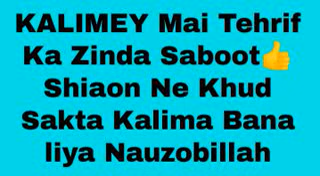 KALIMEY Mai Tehrif
Ka Zinda Saboot👍
Shiaon Ne Khud
Sakta Kalima Bana
liya Nauzobillah